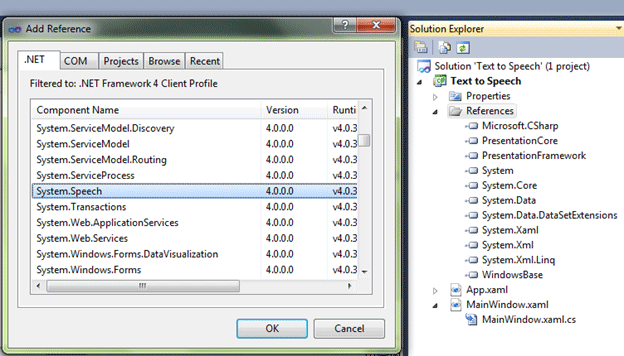 Add Reference
.NET COM Projects Browse Recent
Filtered to: .NET Framework 4 Client Profile
Component Name Version Runti
System.ServiceModel.Discovery 4.0.0.0 v4.0.3
System.ServiceModel 4.0.0.0 v4.0.3
System.ServiceModel.Routing 4.0.0.0 v4.0.3
System.ServiceProcess 4.0.0.0 v4.0.3
System.Speech 4.0.0.0 v4.0.3
System.Transactions 4.0.0.0 v4.0.3
System.Web.ApplicationServices 4.0.0.0 v4.0.3
System.Web.Services 4.0.0.0 v4.0.3
System.Windows.Forms.DataVisualization 4.0.0.0 v4.0.3
System.Windows.Forms 4.0.0.0 v4.0.3
OK Cancel
Solution Explorer
Solution 'Text to Speech' (1 project)
Text to Speech
Properties
References
Microsoft.CSharp
PresentationCore
PresentationFramework
System
System.Core
System.Data
System.Data.DataSetExtensions
System.Xaml
System.Xml
System.Xml.Linq
WindowsBase
App.xaml
MainWindow.xaml
MainWindow.xaml.cs